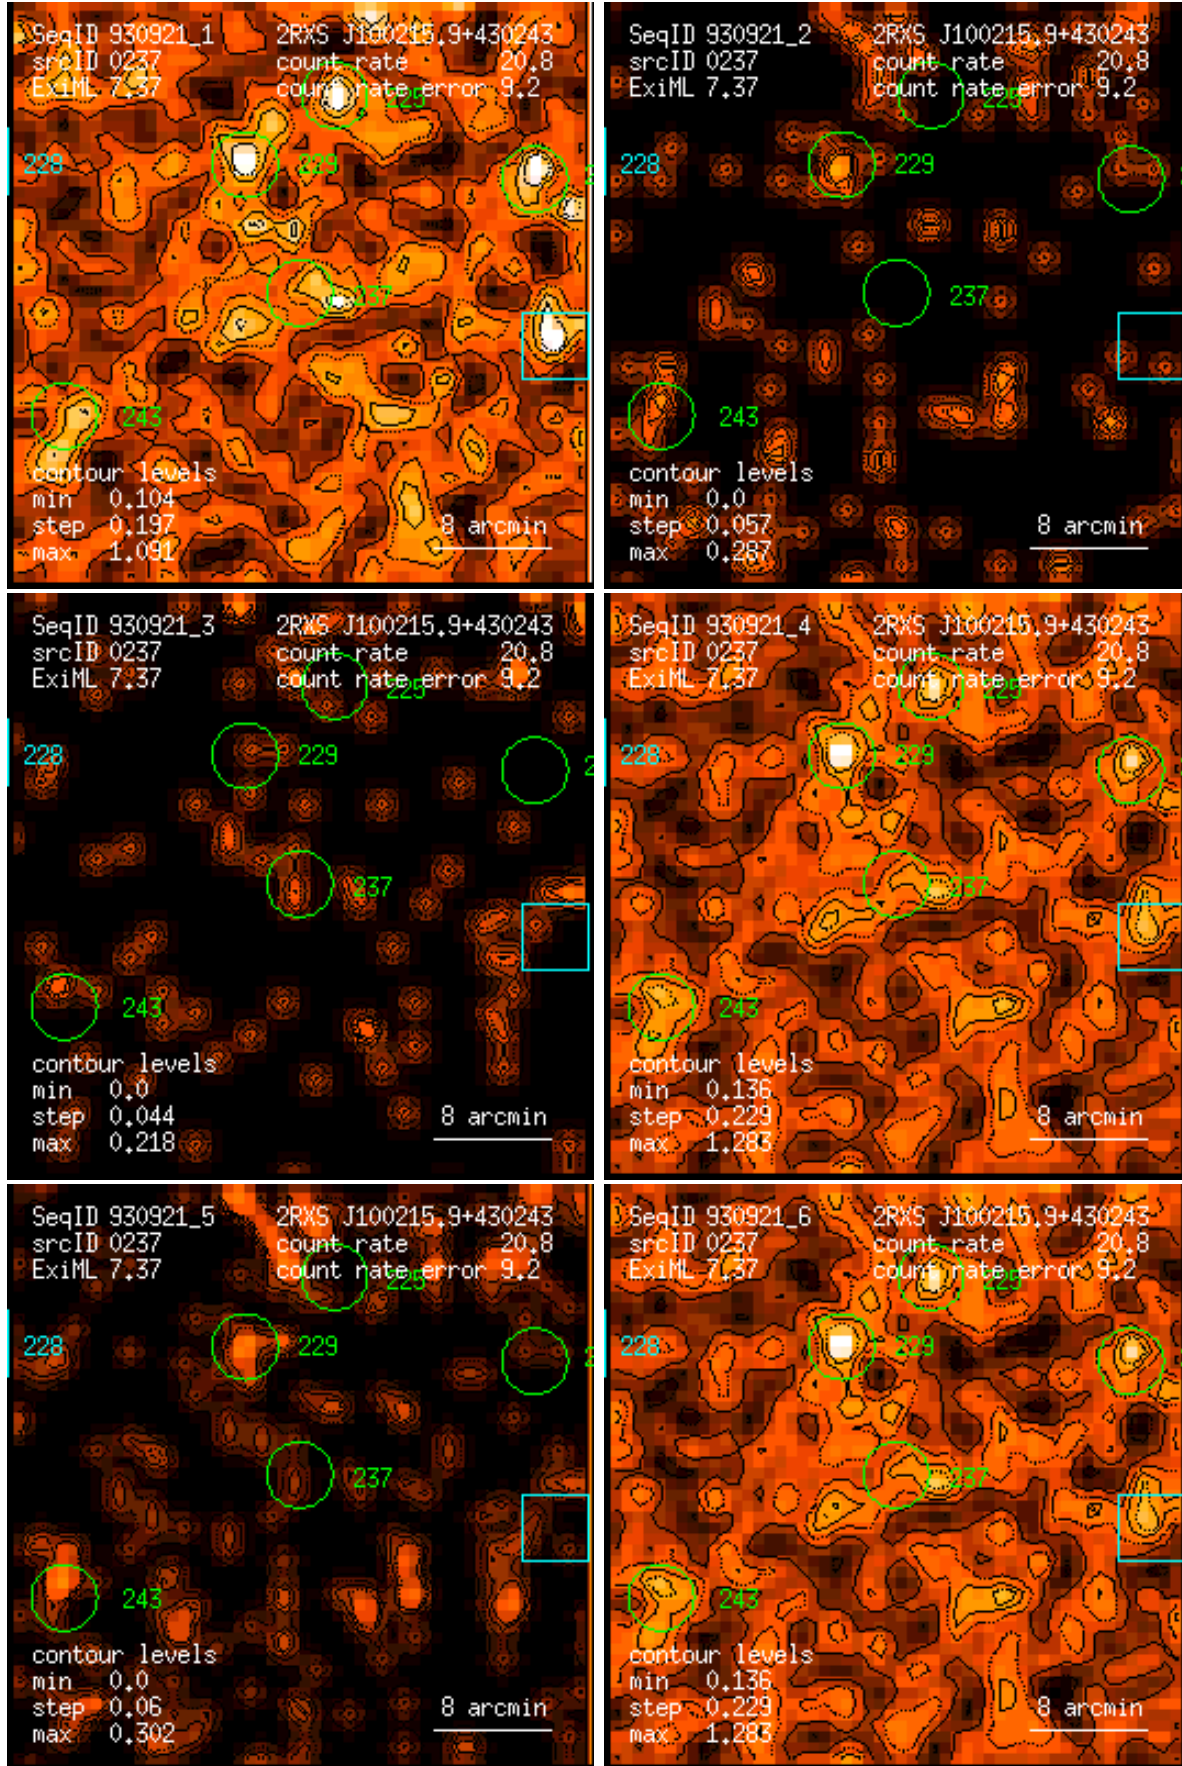 SeqID 930921_1 2RXS J100215.9+430243
srcID 0237 count rate 20.8
ExiML 7.37 count rate error 9.2
225
228 229 2
237
243
contour levels
min 0.104
step 0.197 8 arcmin
max 1.091
SeqID 930921_2 2RXS J100215.9+430243
srcID 0237 count rate 20.8
ExiML 7.37 count rate error 9.2
225
228 229
237
243
contour levels
min 0.0
step 0.057 8 arcmin
max 0.287
SeqID 930921_3 2RXS J100215.9+430243
srcID 0237 count rate 20.8
ExiML 7.37 count rate error 9.2
225
228 229 2
237
243
contour levels
min 0.0
step 0.044 8 arcmin
max 0.218
SeqID 930921_4 2RXS J100215.9+430243
srcID 0237 count rate 20.8
ExiML 7.37 count rate error 9.2
225
228 229
237
243
contour levels
min 0.136
step 0.229 8 arcmin
max 1.283
SeqID 930921_5 2RXS J100215.9+430243
srcID 0237 count rate 20.8
ExiML 7.37 count rate error 9.2
225
228 229 2
237
243
contour levels
min 0.0
step 0.06 8 arcmin
max 0.302
SeqID 930921_6 2RXS J100215.9+430243
srcID 0237 count rate 20.8
ExiML 7.37 count rate error 9.2
225
228 229
237
243
contour levels
min 0.136
step 0.229 8 arcmin
max 1.283